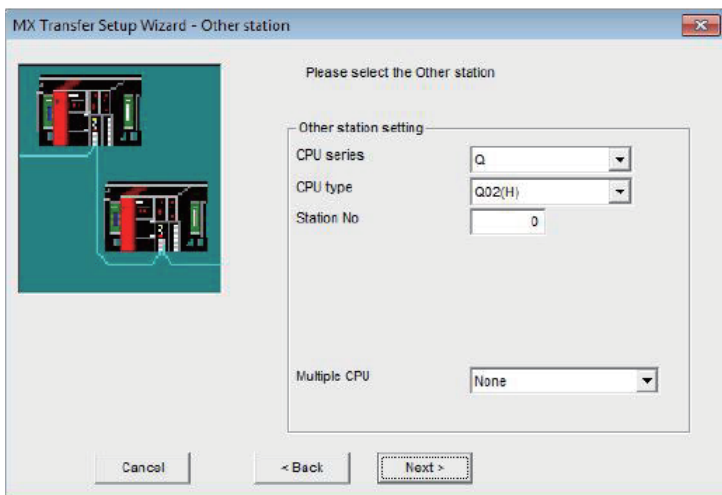 MX Transfer Setup Wizard - Other station
Please select the Other station
Other station setting
CPU series
Q
CPU type
Q02(H)
Station No
0
Multiple CPU
None
Cancel
< Back
Next >